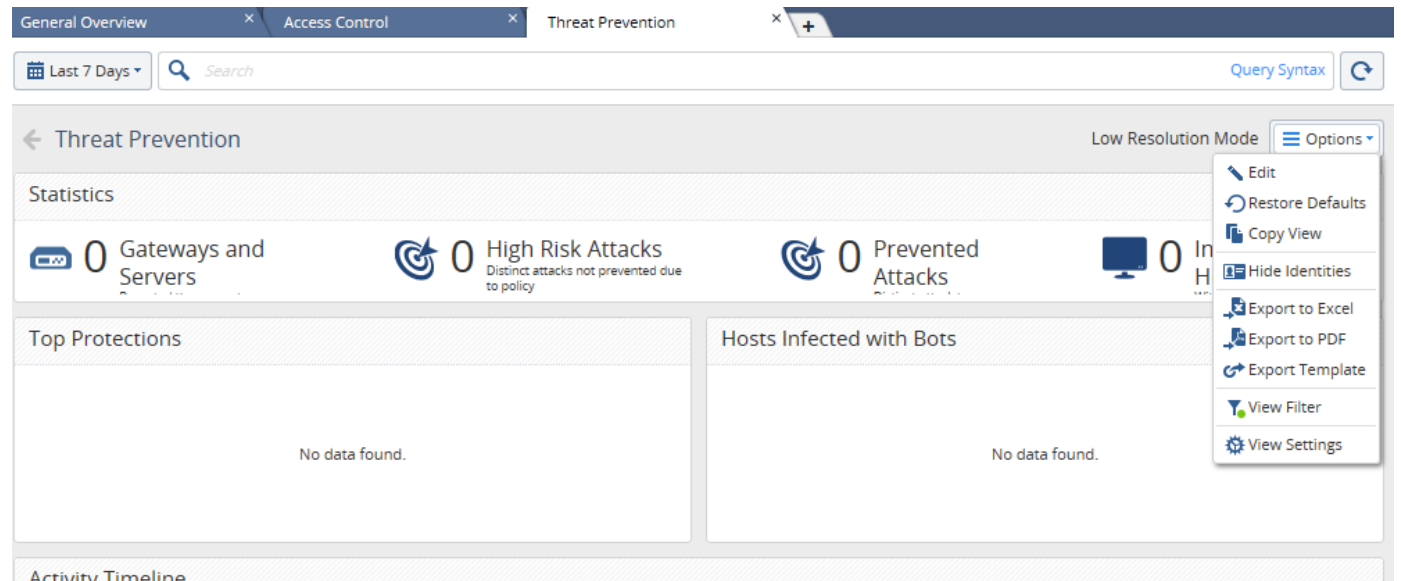 General Overview
Access Control
Threat Prevention
Last 7 Days
Search
Query Syntax
Threat Prevention
Low Resolution Mode
Options
Edit
Restore Defaults
Copy View
Hide Identities
Export to Excel
Export to PDF
Export Template
View Filter
View Settings
Statistics
0 Gateways and
Servers
0 High Risk Attacks
Distinct attacks not prevented due
to policy
0 Prevented
Attacks
0
Top Protections
No data found.
Hosts Infected with Bots
No data found.
Activity Timeline